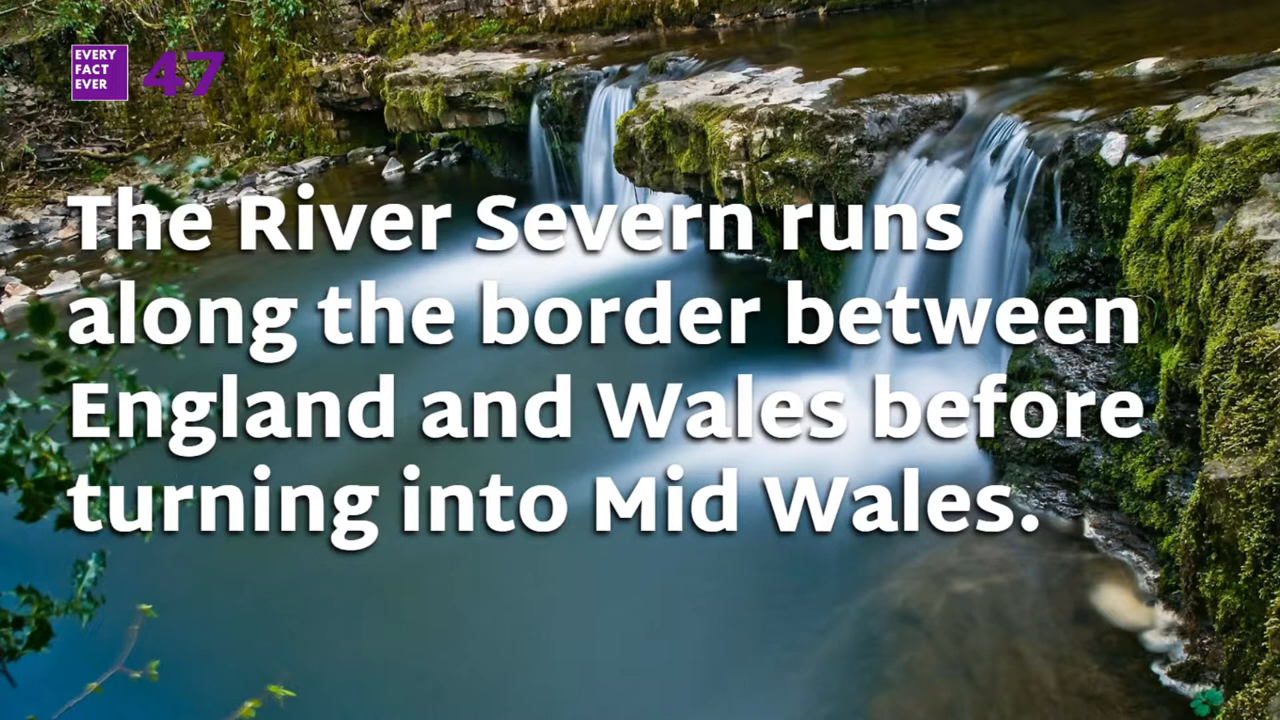 EVERY
FACT
EVER
47
The River Severn runs
along the border between
England and Wales before
turning into Mid Wales.